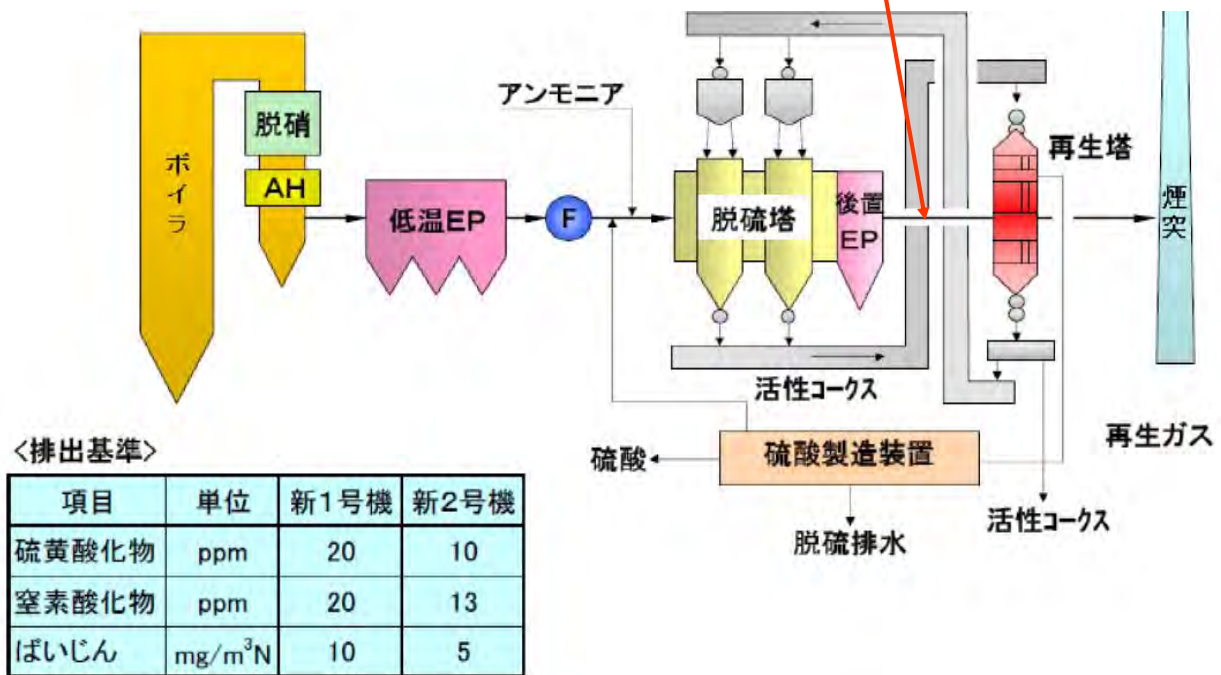 アンモニア
脱硝
ボイラ
AH
低温EP
F
脱硫塔
後置
EP
再生塔
煙突
活性コークス
再生ガス
硫酸
硫酸製造装置
活性コークス
脱硫排水
<排出基準>
項目 単位 新1号機 新2号機
硫黄酸化物 ppm 20 10
窒素酸化物 ppm 20 13
ばいじん mg/m³N 10 5